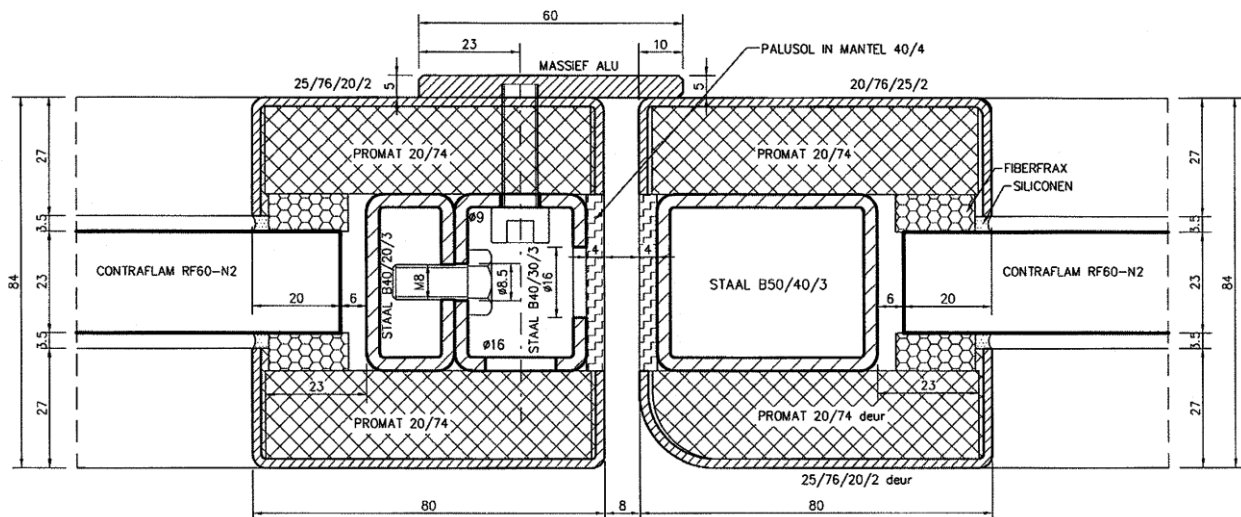 60
23
10
PALUSOL IN MANTEL 40/4
MASSIEF ALU
25/76/20/2
5
5
20/76/25/2
27
PROMAT 20/74
PROMAT 20/74
27
FIBERFRAX
SILICONEN
3.5
3.5
ø9
4
4
84
CONTRAFLAM RF60-N2
23
20
6
STAAL B40/20/3
M8
ø8.5
STAAL B40/30/3
ø16
STAAL B50/40/3
6
20
CONTRAFLAM RF60-N2
23
84
3.5
ø16
3.5
23
23
27
PROMAT 20/74
PROMAT 20/74 deur
27
25/76/20/2 deur
80
8
80